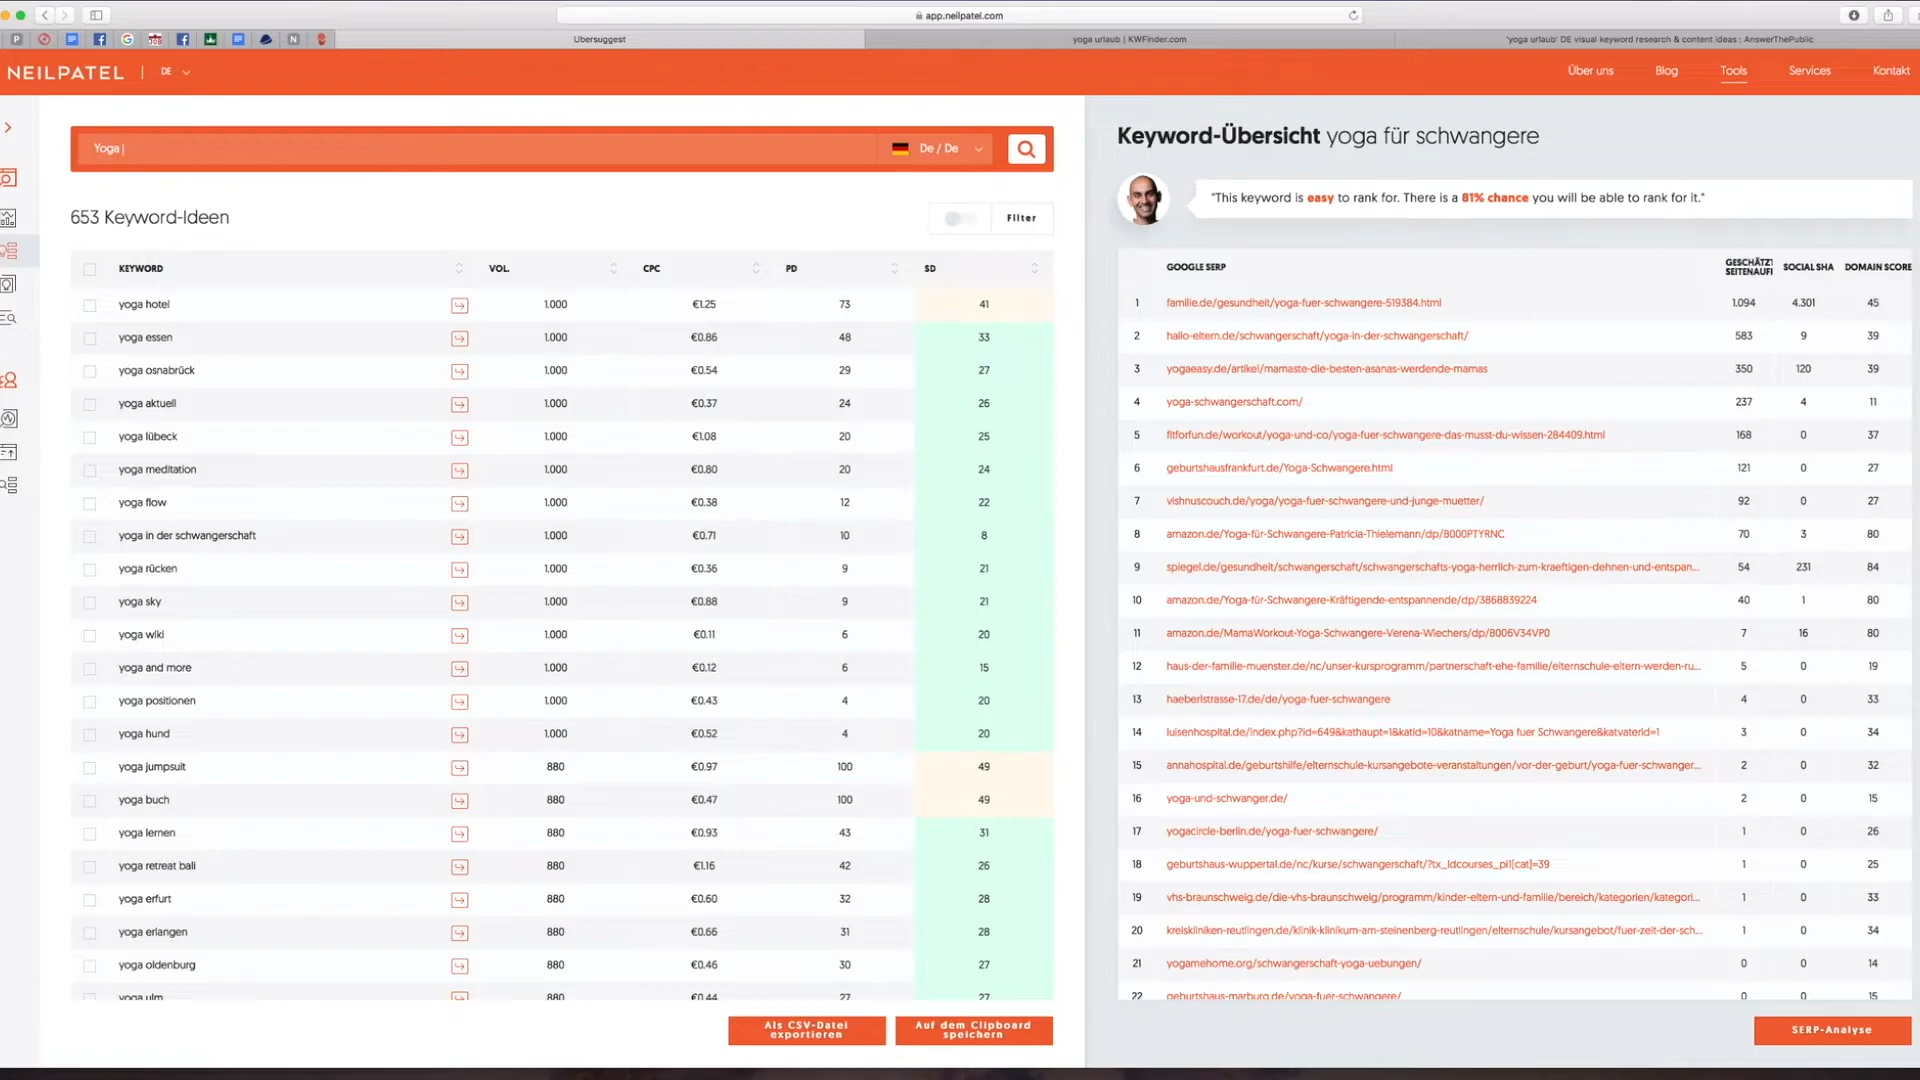 app.neilpatel.com
Ubersuggest
yoga urlaub | KWFinder.com
'yoga urlaub' DE visual keyword research & content ideas : AnswerThePublic
NEILPATEL | DE
Über uns
Blog
Tools
Services
Kontakt
Yoga
De / De
653 Keyword-Ideen
Filter
KEYWORD VOL. CPC PD SD
yoga hotel 1.000 €1.25 73 41
yoga essen 1.000 €0.86 48 33
yoga osnabrück 1.000 €0.54 29 27
yoga aktuell 1.000 €0.37 24 26
yoga lübeck 1.000 €1.08 20 25
yoga meditation 1.000 €0.80 20 24
yoga flow 1.000 €0.38 12 22
yoga in der schwangerschaft 1.000 €0.71 10 8
yoga rücken 1.000 €0.36 9 21
yoga sky 1.000 €0.88 9 21
yoga wiki 1.000 €0.11 6 20
yoga and more 1.000 €0.12 6 15
yoga positionen 1.000 €0.43 4 20
yoga hund 1.000 €0.52 4 20
yoga jumpsuit 880 €0.97 100 49
yoga buch 880 €0.47 100 49
yoga lernen 880 €0.93 43 31
yoga retreat bali 880 €1.16 42 26
yoga erfurt 880 €0.60 32 28
yoga erlangen 880 €0.66 31 28
yoga oldenburg 880 €0.46 30 27
yoga ulm 880 €0.44 27 27
Als CSV-Datei
exportieren
Auf dem Clipboard
speichern
Keyword-Übersicht yoga für schwangere
"This keyword is easy to rank for. There is a 81% chance you will be able to rank for it."
GOOGLE SERP GESCHÄTZT SEITENAUFI SOCIAL SHA DOMAIN SCORE
1 familie.de/gesundheit/yoga-fuer-schwangere-519384.html 1.094 4.301 45
2 hallo-eltern.de/schwangerschaft/yoga-in-der-schwangerschaft/ 583 9 39
3 yogaeasy.de/artikel/mamaste-die-besten-asanas-werdende-mamas 350 120 39
4 yoga-schwangerschaft.com/ 237 4 11
5 fitforfun.de/workout/yoga-und-co/yoga-fuer-schwangere-das-musst-du-wissen-284409.html 168 0 37
6 geburtshausfrankfurt.de/Yoga-Schwangere.html 121 0 27
7 vishnuscouch.de/yoga/yoga-fuer-schwangere-und-junge-muetter/ 92 0 27
8 amazon.de/Yoga-für-Schwangere-Patricia-Thielemann/dp/B000PTYRNC 70 3 80
9 spiegel.de/gesundheit/schwangerschaft/schwangerschafts-yoga-herrlich-zum-kraeftigen-dehnen-und-entspan... 54 231 84
10 amazon.de/Yoga-für-Schwangere-Kräftigende-entspannende/dp/3868839224 40 1 80
11 amazon.de/MamaWorkout-Yoga-Schwangere-Verena-Wiechers/dp/B006V34VP0 7 16 80
12 haus-der-familie-muenster.de/nc/unser-kursprogramm/partnerschaft-ehe-familie/elternschule-eltern-werden-ru... 5 0 19
13 haeberlstrasse-17.de/de/yoga-fuer-schwangere 4 0 33
14 luisenhospital.de/index.php?id=649&kathaupt=1&katid=10&katname=Yoga fuer Schwangere&katvaterid=1 3 0 34
15 annahospital.de/geburtshilfe/elternschule-kursangebote-veranstaltungen/vor-der-geburt/yoga-fuer-schwanger... 2 0 32
16 yoga-und-schwanger.de/ 2 0 15
17 yogacircle-berlin.de/yoga-fuer-schwangere/ 1 0 26
18 geburtshaus-wuppertal.de/nc/kurse/schwangerschaft/?tx_ldcourses_pi1[cat]=39 1 0 25
19 vhs-braunschweig.de/die-vhs-braunschweig/programm/kinder-eltern-und-familie/bereich/kategorien/kategori... 1 0 33
20 kreiskliniken-reutlingen.de/klinik-klinikum-am-steinenberg-reutlingen/elternschule/kursangebot/fuer-zeit-der-sch... 1 0 34
21 yogamehome.org/schwangerschaft-yoga-uebungen/ 0 0 14
22 geburtshaus-marburg.de/yoga-fuer-schwangere/ 0 0 15
SERP-Analyse